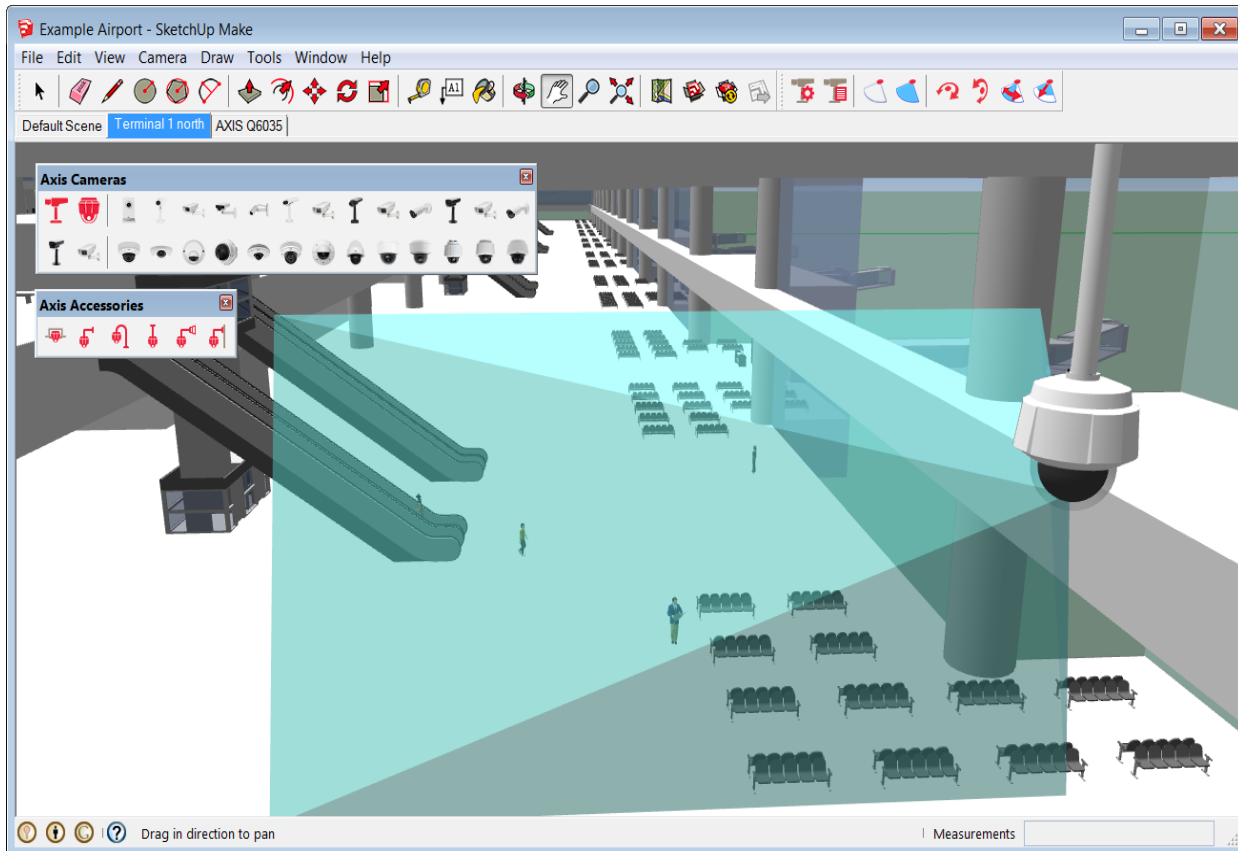 Example Airport - SketchUp Make
File Edit View Camera Draw Tools Window Help
A1
Default Scene Terminal 1 north AXIS Q6035
Axis Cameras
Axis Accessories
Drag in direction to pan
Measurements